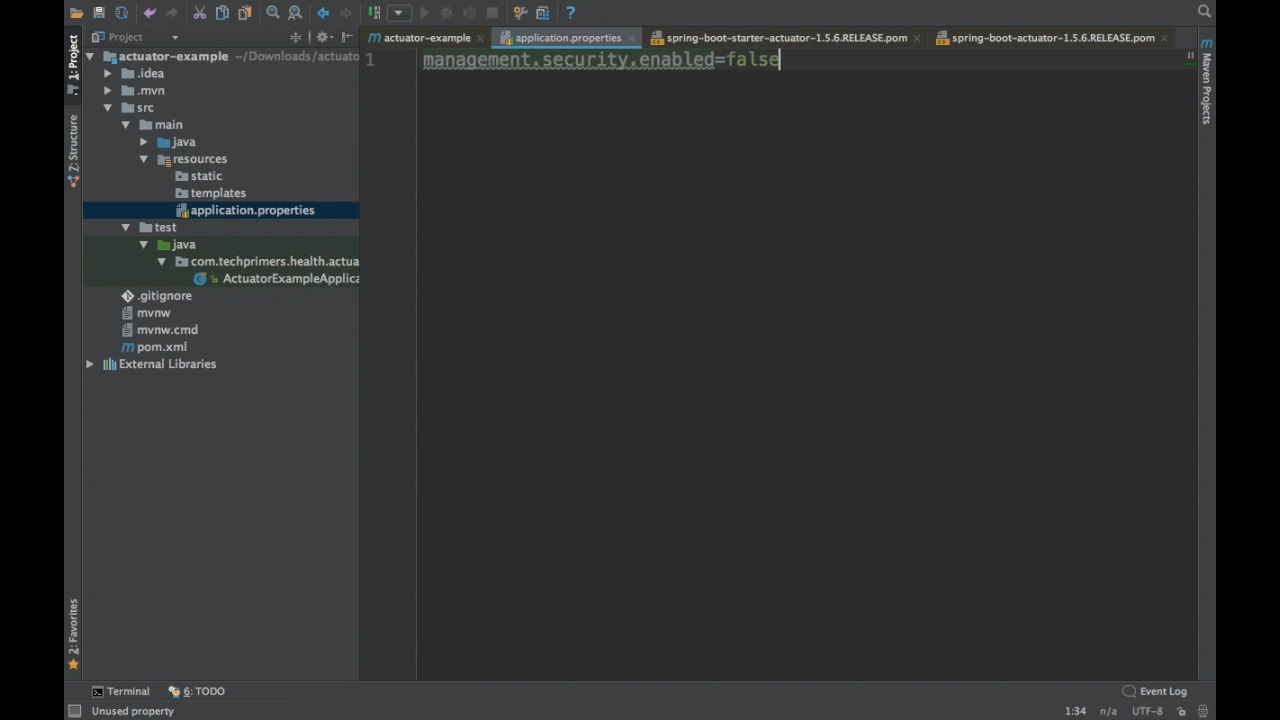 Project
actuator-example
application.properties
spring-boot-starter-actuator-1.5.6.RELEASE.pom
spring-boot-actuator-1.5.6.RELEASE.pom
1: Project
Z: Structure
2: Favorites
actuator-example ~/Downloads/actuato
.idea
.mvn
src
main
java
resources
static
templates
application.properties
test
java
com.techprimers.health.actua
ActuatorExampleApplica
.gitignore
mvnw
mvnw.cmd
pom.xml
External Libraries
1 management.security.enabled=false
Maven Projects
Terminal
6: TODO
Event Log
Unused property
1:34
n/a
UTF-8